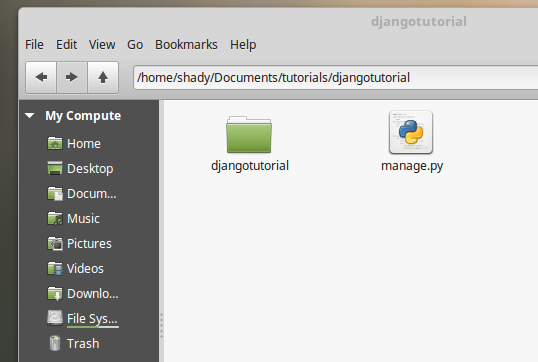 djangotutorial
File Edit View Go Bookmarks Help
/home/shady/Documents/tutorials/djangotutorial
My Compute
Home
Desktop
Docum...
Music
Pictures
Videos
Downlo...
File Sys...
Trash
djangotutorial
manage.py